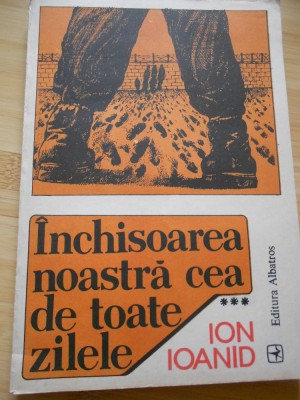 Închisoarea
noastră cea
de toate
zilele
***
ION
IOANID
Editura Albatros